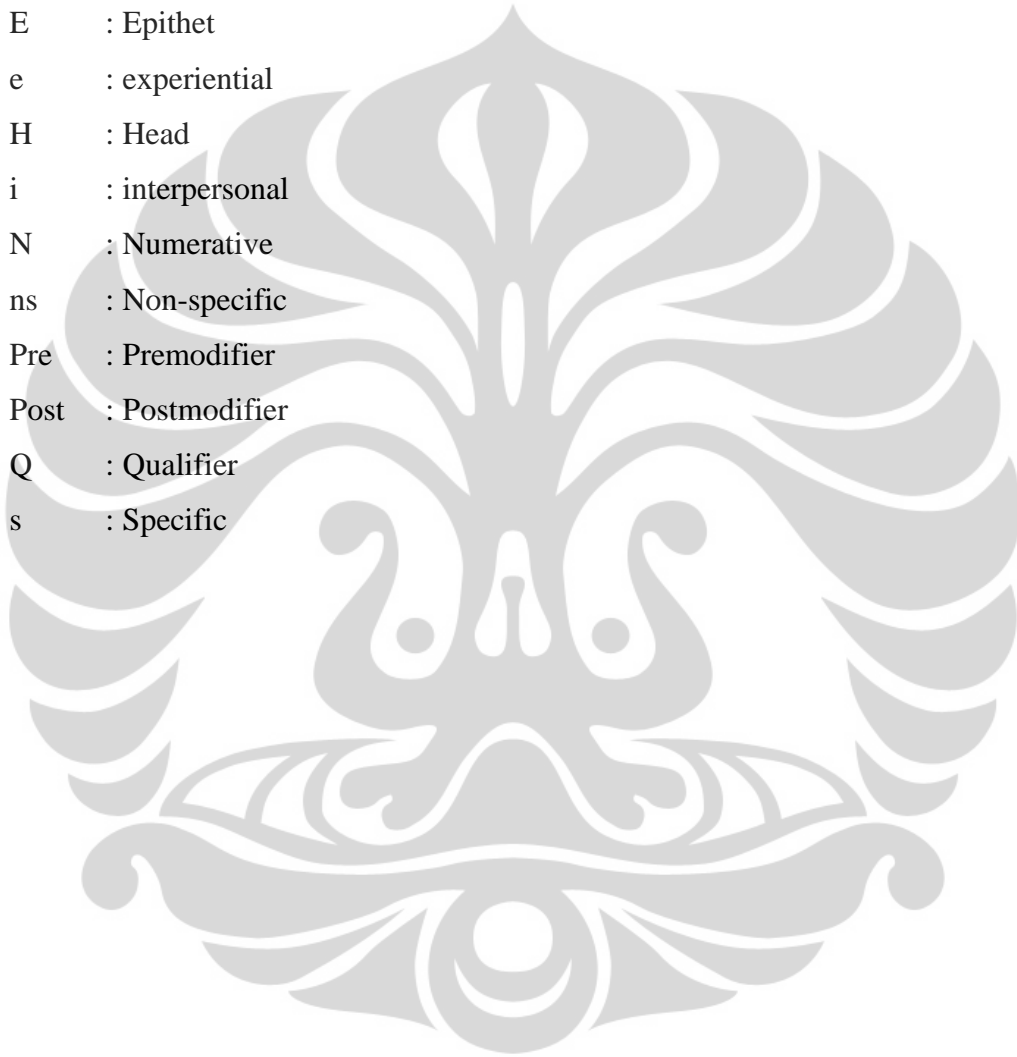 E : Epithet
e : experiential
H : Head
i : interpersonal
N : Numerative
ns : Non-specific
Pre : Premodifier
Post : Postmodifier
Q : Qualifier
s : Specific